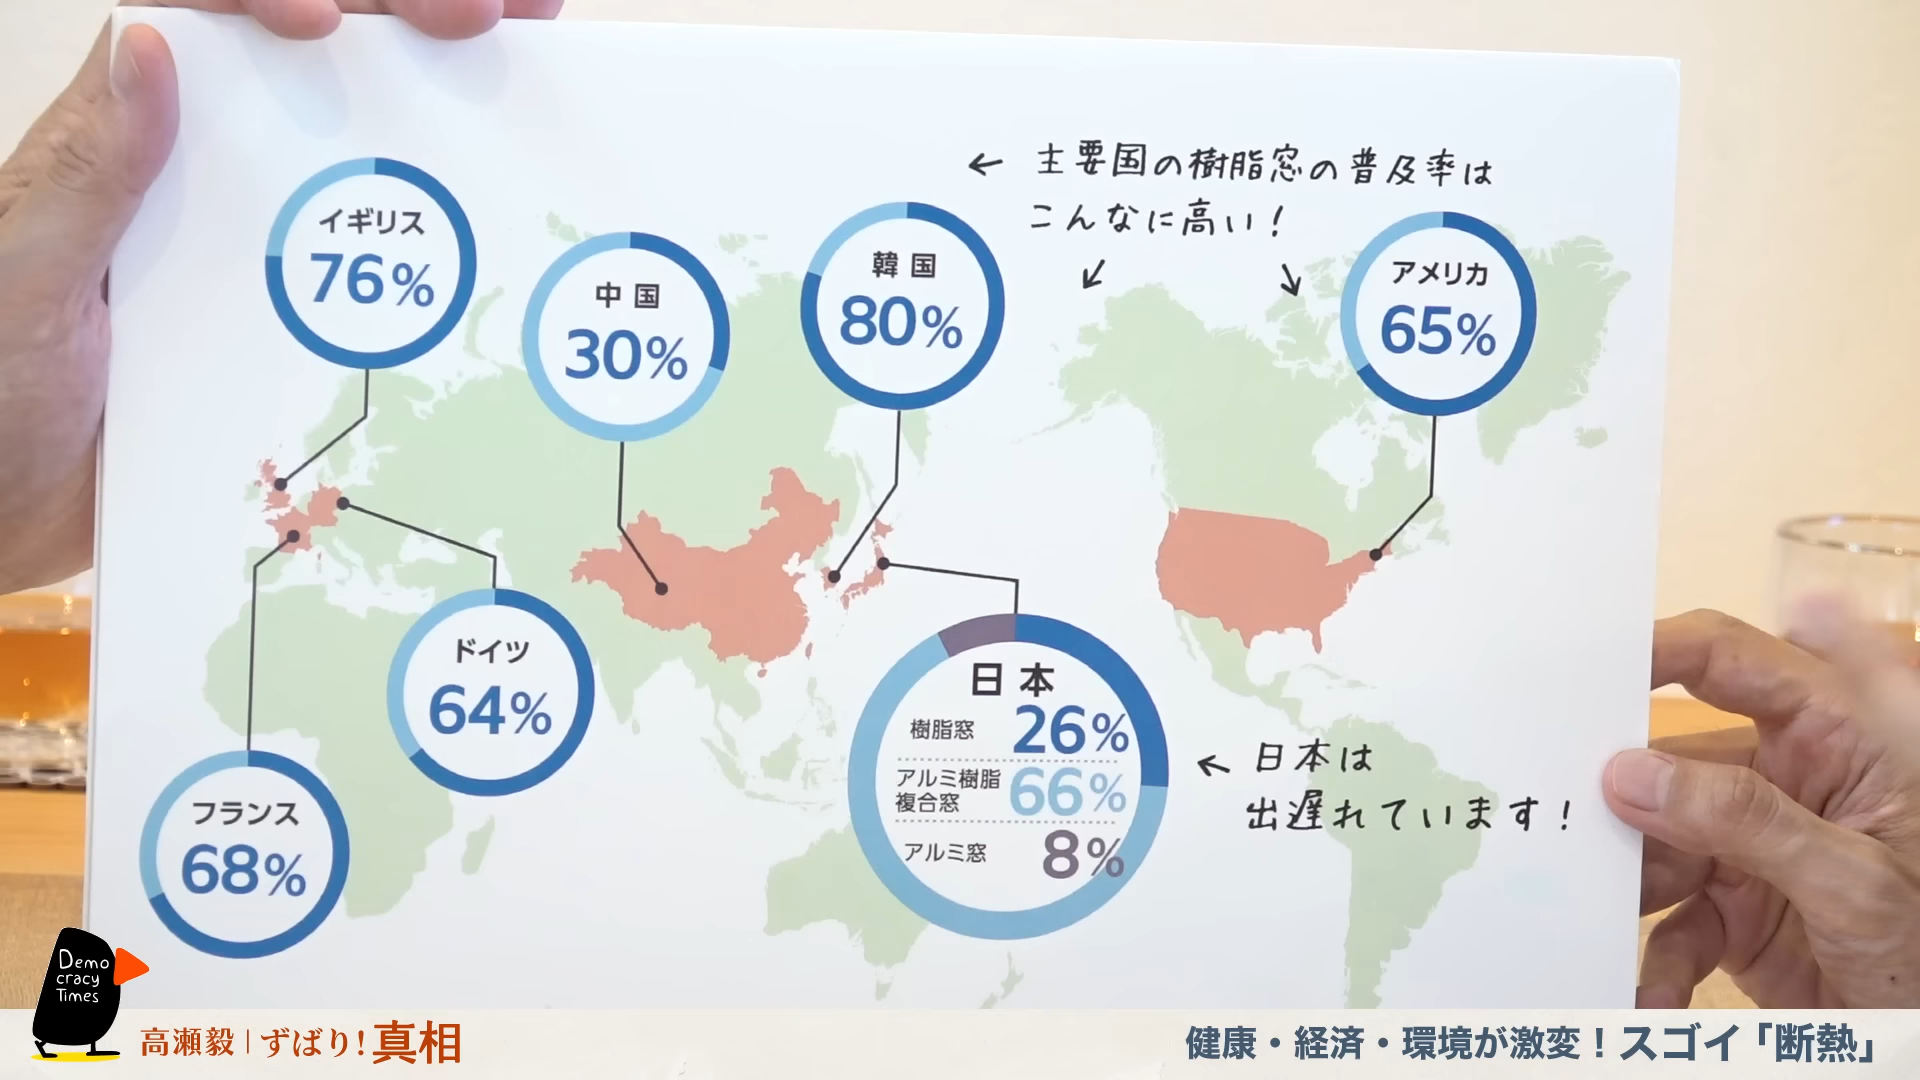 ← 主要国の樹脂窓の普及率は
こんなに高い!
イギリス
76%
中国
30%
韓国
80%
アメリカ
65%
ドイツ
64%
フランス
68%
日本
樹脂窓 26%
アルミ樹脂
複合窓 66%
アルミ窓 8%
← 日本は
出遅れています!
Demo
cracy
Times
高瀬毅|ずばり!真相
健康・経済・環境が激変!スゴイ「断熱」